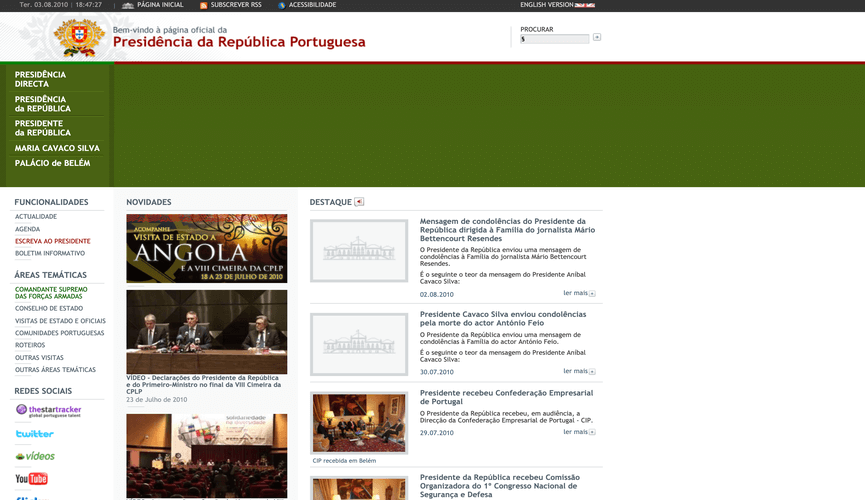 Ter. 03.08.2010 | 18:47:27
PÁGINA INICIAL
SUBSCREVER RSS
ACESSIBILIDADE
ENGLISH VERSION
Bem-vindo à página oficial da
Presidência da República Portuguesa
PROCURAR
s
PRESIDÊNCIA
DIRECTA
PRESIDÊNCIA
da REPÚBLICA
PRESIDENTE
da REPÚBLICA
MARIA CAVACO SILVA
PALÁCIO de BELÉM
FUNCIONALIDADES
ACTUALIDADE
AGENDA
ESCREVA AO PRESIDENTE
BOLETIM INFORMATIVO
ÁREAS TEMÁTICAS
COMANDANTE SUPREMO
DAS FORÇAS ARMADAS
CONSELHO DE ESTADO
VISITAS DE ESTADO E OFICIAIS
COMUNIDADES PORTUGUESAS
ROTEIROS
OUTRAS VISITAS
OUTRAS ÁREAS TEMÁTICAS
REDES SOCIAIS
thestartracker
global portuguese talent
twitter
vídeos
YouTube
NOVIDADES
ACOMPANHE
VISITA DE ESTADO A
ANGOLA
E A VIII CIMEIRA DA CPLP
18 A 23 DE JULHO DE 2010
VÍDEO - Declarações do Presidente da República
e do Primeiro-Ministro no final da VIII Cimeira da
CPLP
23 de Julho de 2010
DESTAQUE
Mensagem de condolências do Presidente da
República dirigida à Família do jornalista Mário
Bettencourt Resendes
O Presidente da República enviou uma mensagem de
condolências à Família do jornalista Mário Bettencourt
Resendes.
É o seguinte o teor da mensagem do Presidente Aníbal
Cavaco Silva:
02.08.2010
ler mais
Presidente Cavaco Silva enviou condolências
pela morte do actor António Feio
O Presidente da República enviou uma mensagem de
condolências à Família do actor António Feio.
É o seguinte o teor da mensagem do Presidente Aníbal
Cavaco Silva:
30.07.2010
ler mais
Presidente recebeu Confederação Empresarial
de Portugal
O Presidente da República recebeu, em audiência, a
Direcção da Confederação Empresarial de Portugal - CIP.
29.07.2010
ler mais
CIP recebida em Belém
Presidente da República recebeu Comissão
Organizadora do 1º Congresso Nacional de
Segurança e Defesa